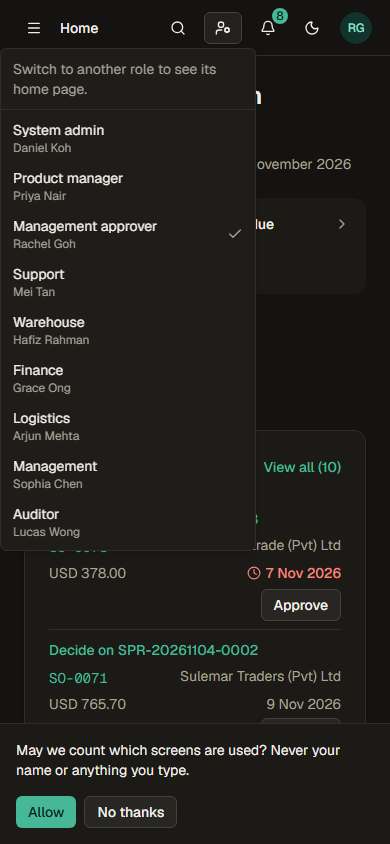 Home
8
RG
Switch to another role to see its
home page.
System admin
Daniel Koh
Product manager
Priya Nair
ovember 2026
Management approver
Rachel Goh
Support
Mei Tan
Warehouse
Hafiz Rahman
Finance
Grace Ong
Logistics
Arjun Mehta
Management
Sophia Chen
View all (10)
Auditor
Lucas Wong
rade (Pvt) Ltd
USD 378.00
7 Nov 2026
Approve
Decide on SPR-20261104-0002
SO-0071
Sulemar Traders (Pvt) Ltd
USD 765.70
9 Nov 2026
May we count which screens are used? Never your
name or anything you type.
Allow
No thanks